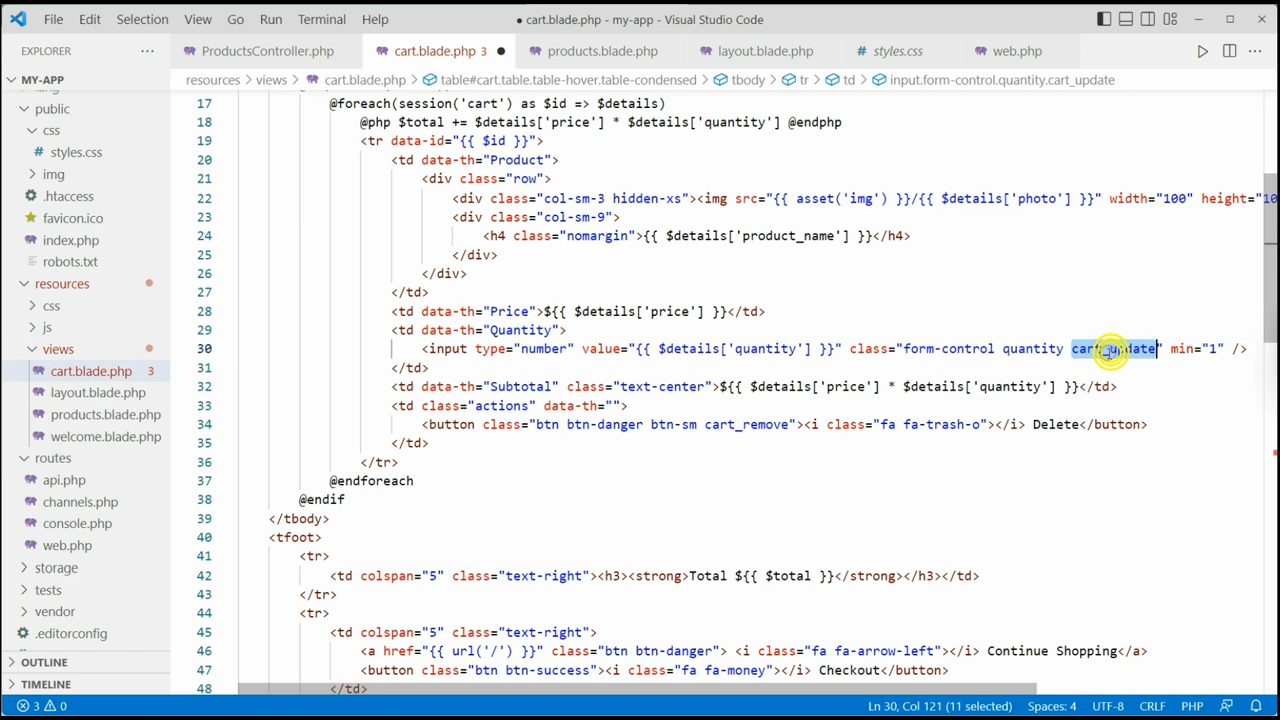 File Edit Selection View Go Run Terminal Help
● cart.blade.php - my-app - Visual Studio Code
EXPLORER
ProductsController.php
cart.blade.php 3
products.blade.php
layout.blade.php
styles.css
web.php
MY-APP
resources > views > cart.blade.php > table#cart.table.table-hover.table-condensed > tbody > tr > td > input.form-control.quantity.cart_update
public
css
styles.css
img
.htaccess
favicon.ico
index.php
robots.txt
resources
css
js
views
cart.blade.php 3
layout.blade.php
products.blade.php
welcome.blade.php
routes
api.php
channels.php
console.php
web.php
storage
tests
vendor
.editorconfig
OUTLINE
TIMELINE
17 @foreach(session('cart') as $id => $details)
18 @php $total += $details['price'] * $details['quantity'] @endphp
19 <tr data-id="{{ $id }}">
20 <td data-th="Product">
21 <div class="row">
22 <div class="col-sm-3 hidden-xs"><img src="{{ asset('img') }}/{{ $details['photo'] }}" width="100" height="10
23 <div class="col-sm-9">
24 <h4 class="nomargin">{{ $details['product_name'] }}</h4>
25 </div>
26 </div>
27 </td>
28 <td data-th="Price">${{ $details['price'] }}</td>
29 <td data-th="Quantity">
30 <input type="number" value="{{ $details['quantity'] }}" class="form-control quantity cart_update" min="1" />
31 </td>
32 <td data-th="Subtotal" class="text-center">${{ $details['price'] * $details['quantity'] }}</td>
33 <td class="actions" data-th="">
34 <button class="btn btn-danger btn-sm cart_remove"><i class="fa fa-trash-o"></i> Delete</button>
35 </td>
36 </tr>
37 @endforeach
38 @endif
39 </tbody>
40 <tfoot>
41 <tr>
42 <td colspan="5" class="text-right"><h3><strong>Total ${{ $total }}</strong></h3></td>
43 </tr>
44 <tr>
45 <td colspan="5" class="text-right">
46 <a href="{{ url('/') }}" class="btn btn-danger"> <i class="fa fa-arrow-left"></i> Continue Shopping</a>
47 <button class="btn btn-success"><i class="fa fa-money"></i> Checkout</button>
48 </td>
3 0 Ln 30, Col 121 (11 selected) Spaces: 4 UTF-8 CRLF PHP